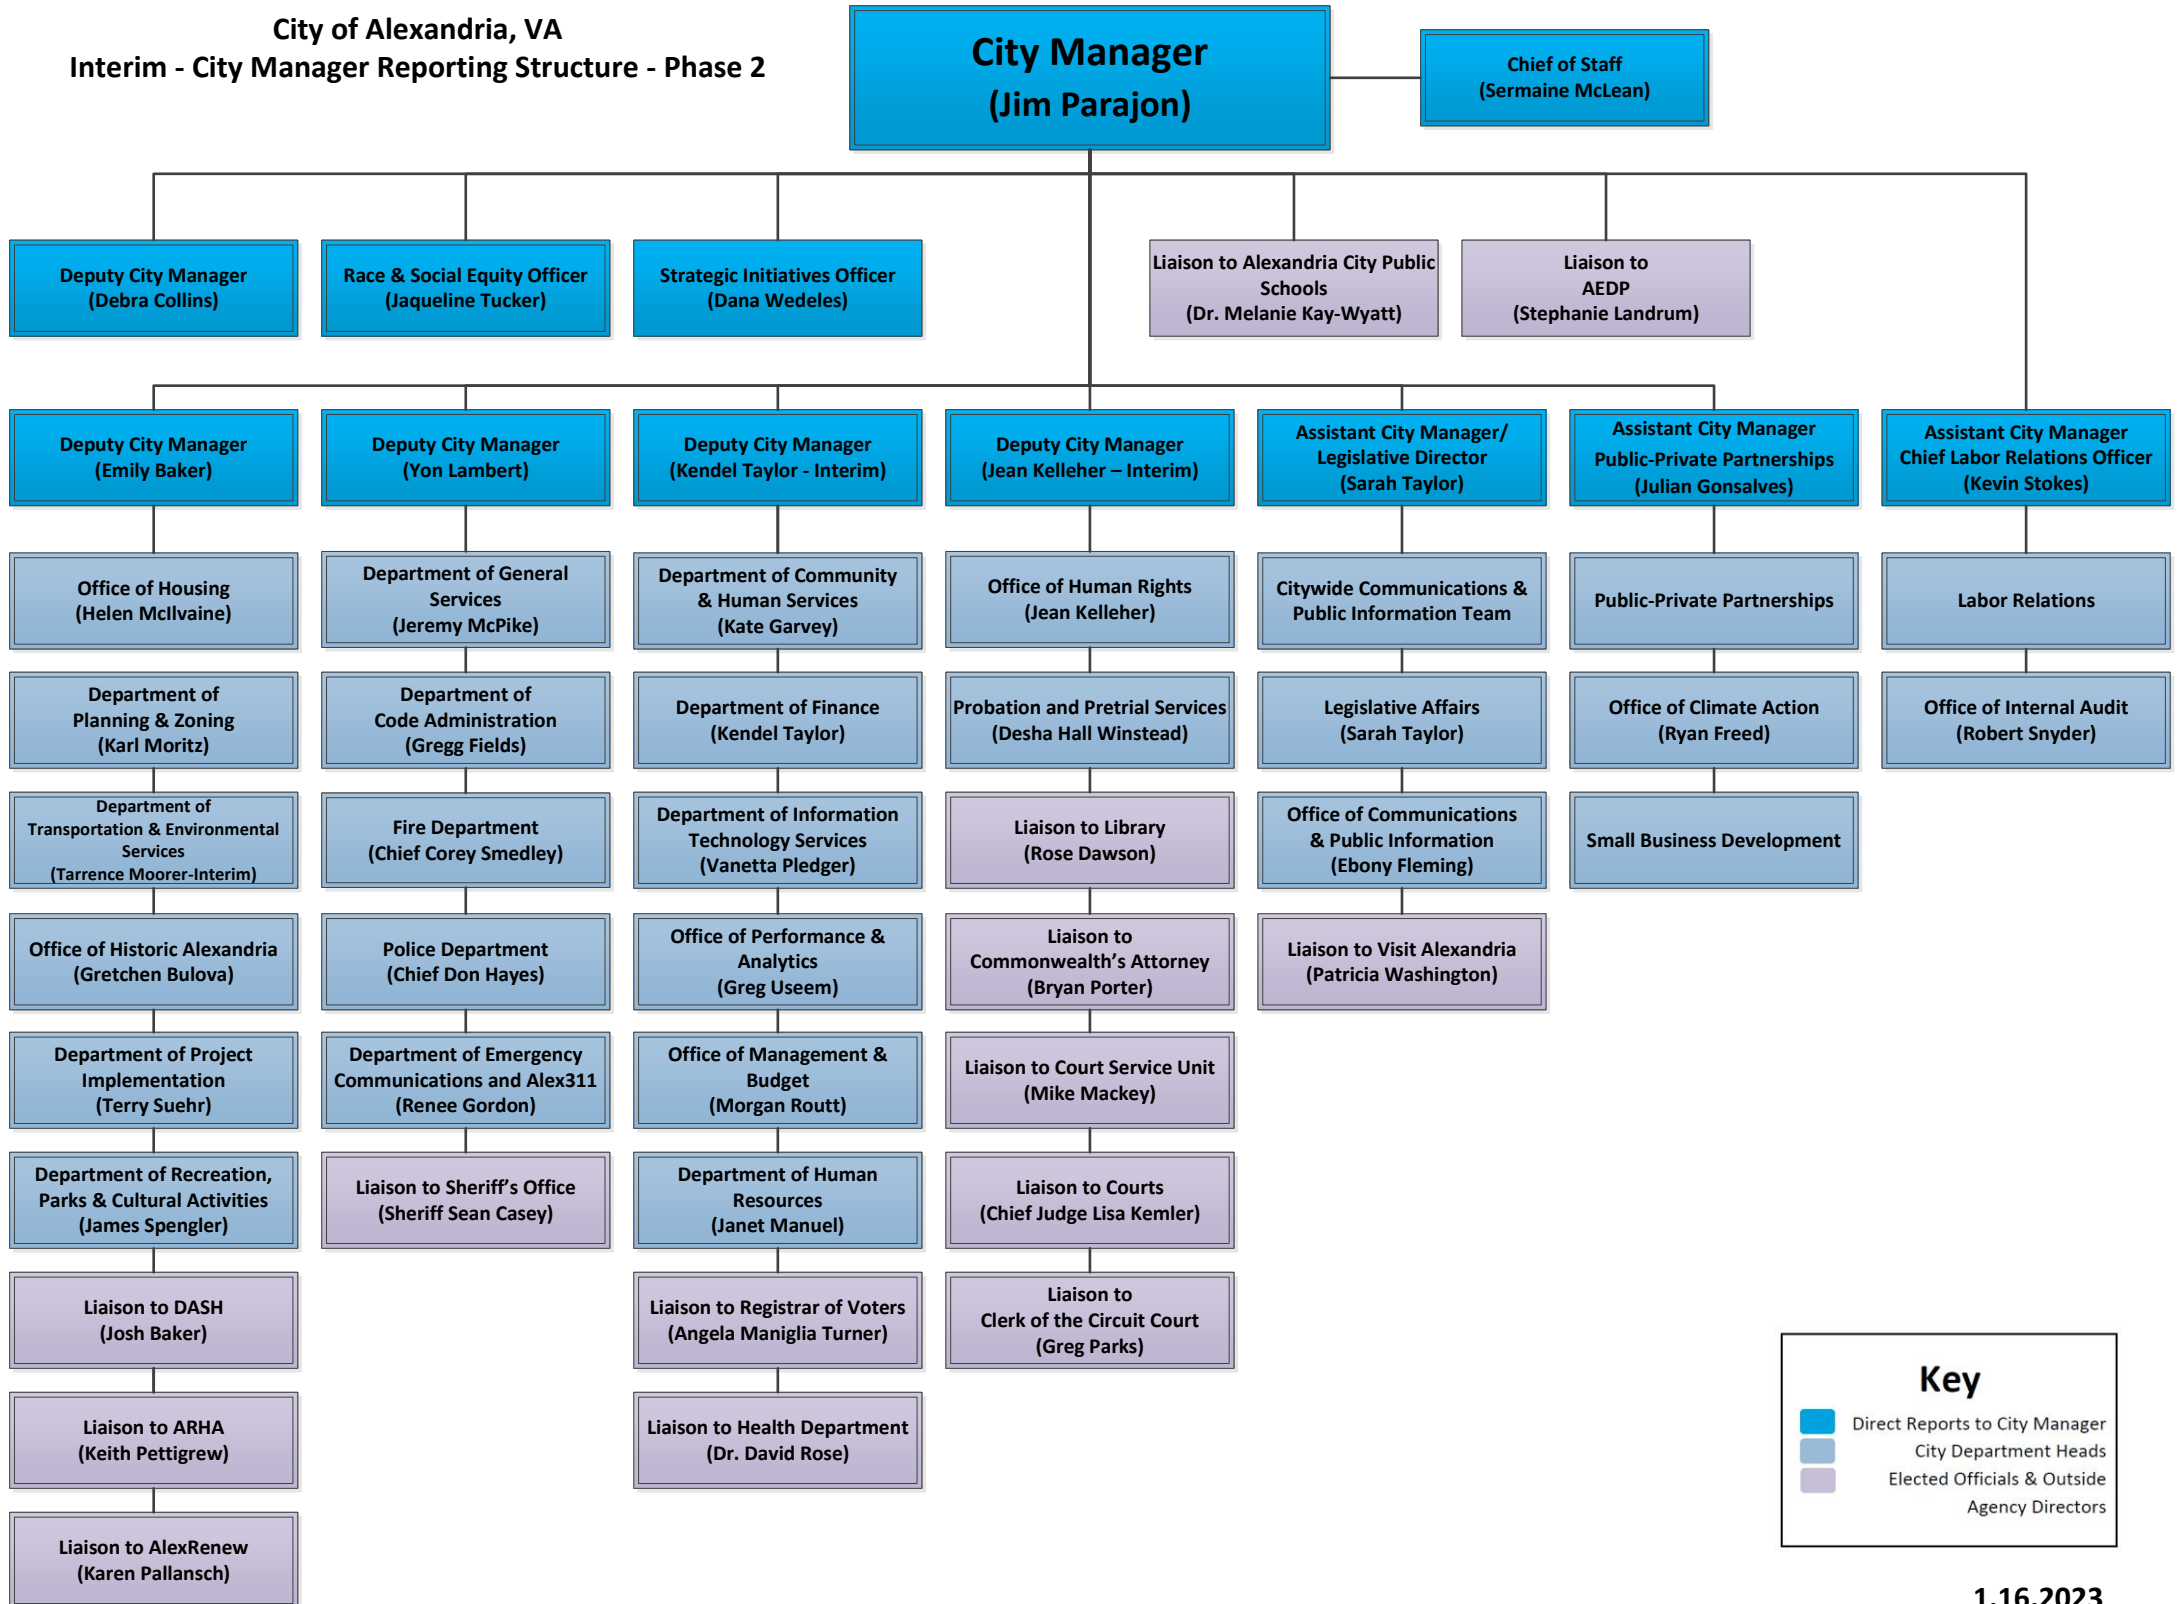 City of Alexandria, VA
Interim - City Manager Reporting Structure - Phase 2
City Manager
(Jim Parajon)
Chief of Staff
(Sermaine McLean)
Deputy City Manager
(Debra Collins)
Race & Social Equity Officer
(Jaqueline Tucker)
Strategic Initiatives Officer
(Dana Wedeles)
Liaison to Alexandria City Public
Schools
(Dr. Melanie Kay-Wyatt)
Liaison to
AEDP
(Stephanie Landrum)
Deputy City Manager
(Emily Baker)
Deputy City Manager
(Yon Lambert)
Deputy City Manager
(Kendel Taylor - Interim)
Deputy City Manager
(Jean Kelleher – Interim)
Assistant City Manager/
Legislative Director
(Sarah Taylor)
Assistant City Manager
Public-Private Partnerships
(Julian Gonsalves)
Assistant City Manager
Chief Labor Relations Officer
(Kevin Stokes)
Office of Housing
(Helen McIlvaine)
Department of General
Services
(Jeremy McPike)
Department of Community
& Human Services
(Kate Garvey)
Office of Human Rights
(Jean Kelleher)
Citywide Communications &
Public Information Team
Public-Private Partnerships
Labor Relations
Department of
Planning & Zoning
(Karl Moritz)
Department of
Code Administration
(Gregg Fields)
Department of Finance
(Kendel Taylor)
Probation and Pretrial Services
(Desha Hall Winstead)
Legislative Affairs
(Sarah Taylor)
Office of Climate Action
(Ryan Freed)
Office of Internal Audit
(Robert Snyder)
Department of
Transportation & Environmental
Services
(Tarrence Moorer-Interim)
Fire Department
(Chief Corey Smedley)
Department of Information
Technology Services
(Vanetta Pledger)
Liaison to Library
(Rose Dawson)
Office of Communications
& Public Information
(Ebony Fleming)
Small Business Development
Office of Historic Alexandria
(Gretchen Bulova)
Police Department
(Chief Don Hayes)
Office of Performance &
Analytics
(Greg Useem)
Liaison to
Commonwealth's Attorney
(Bryan Porter)
Liaison to Visit Alexandria
(Patricia Washington)
Department of Project
Implementation
(Terry Suehr)
Department of Emergency
Communications and Alex311
(Renee Gordon)
Office of Management &
Budget
(Morgan Routt)
Liaison to Court Service Unit
(Mike Mackey)
Department of Recreation,
Parks & Cultural Activities
(James Spengler)
Liaison to Sheriff's Office
(Sheriff Sean Casey)
Department of Human
Resources
(Janet Manuel)
Liaison to Courts
(Chief Judge Lisa Kemler)
Liaison to DASH
(Josh Baker)
Liaison to Registrar of Voters
(Angela Maniglia Turner)
Liaison to
Clerk of the Circuit Court
(Greg Parks)
Liaison to ARHA
(Keith Pettigrew)
Liaison to Health Department
(Dr. David Rose)
Liaison to AlexRenew
(Karen Pallansch)
Key
Direct Reports to City Manager
City Department Heads
Elected Officials & Outside
Agency Directors
1.16.2023